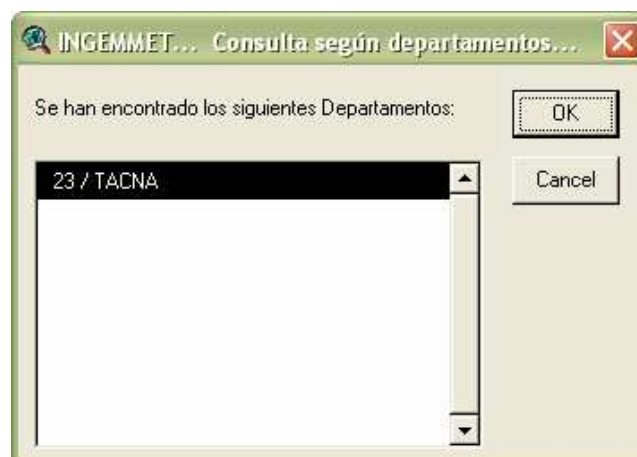 INGEMMET... Consulta según departamentos...
Se han encontrado los siguientes Departamentos:
OK
23 / TACNA
Cancel